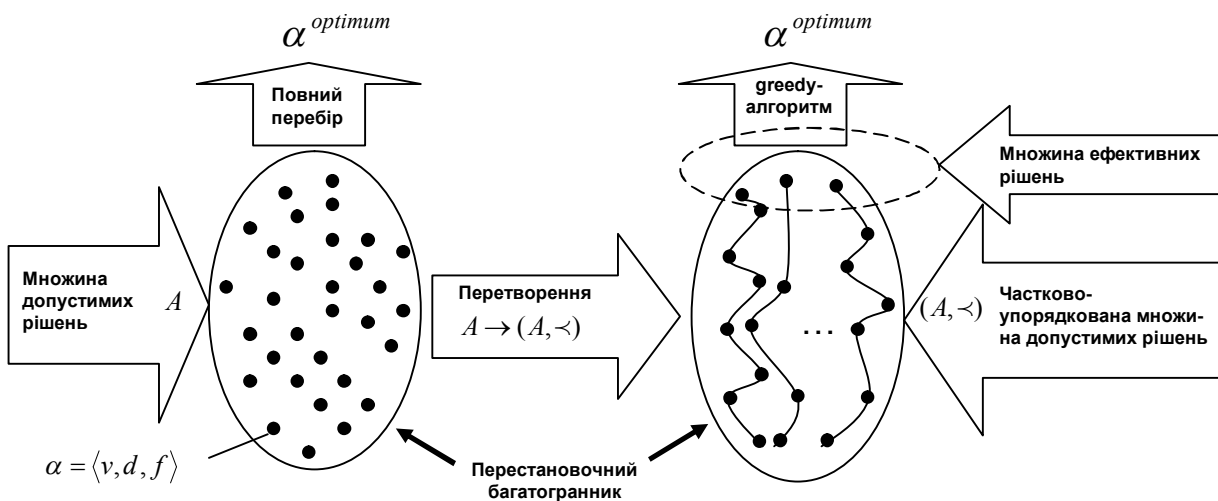 α^{optimum}
Повний
перебір
Множина
допустимих
рішень
A
α = ⟨v, d, f⟩
Перетворення
A → (A, ≺)
Перестановочний
багатогранник
α^{optimum}
greedy-
алгоритм
...
Множина ефективних
рішень
(A, ≺)
Частково-
упорядкована множи-
на допустимих рішень